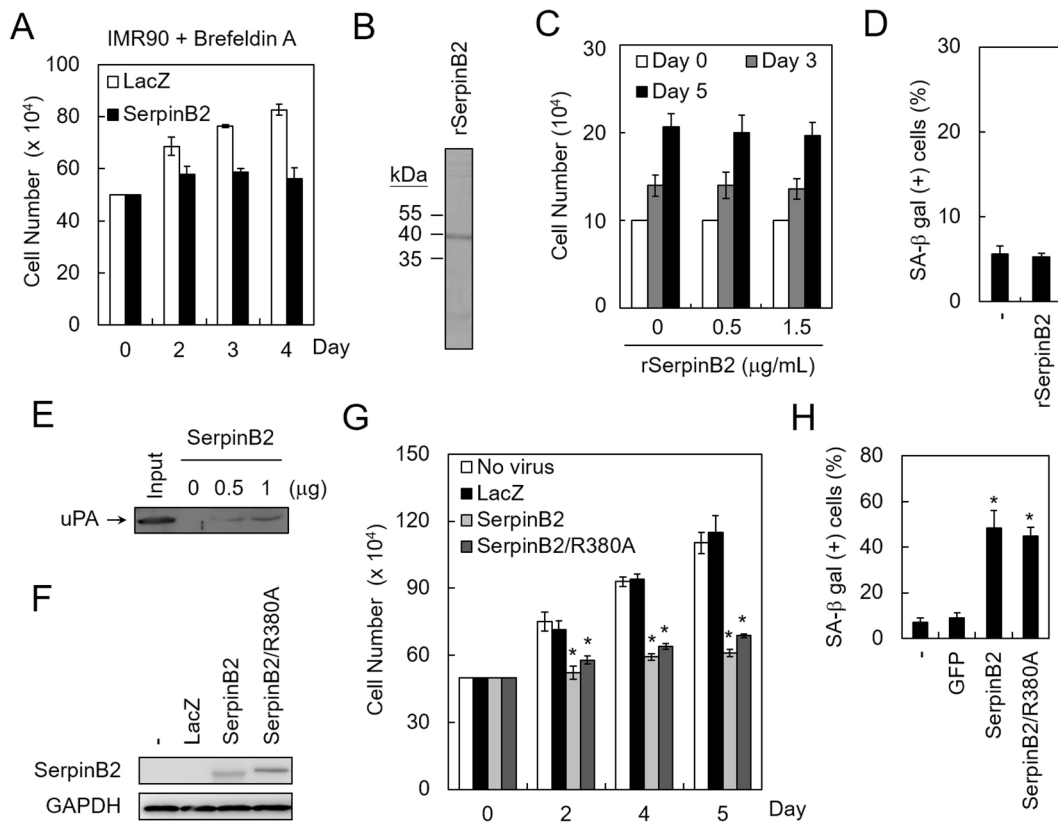 A
IMR90 + Brefeldin A
Cell Number (x 10⁴)
100
80
60
40
20
0
LacZ
SerpinB2
0 2 3 4 Day
B
rSerpinB2
kDa
55
40
35
C
Cell Number (10⁴)
30
20
10
0
Day 0 Day 3
Day 5
0 0.5 1.5
rSerpinB2 (μg/mL)
D
SA-β gal (+) cells (%)
30
20
10
0
- rSerpinB2
E
SerpinB2
Input 0 0.5 1 (μg)
uPA →
F
- LacZ SerpinB2 SerpinB2/R380A
SerpinB2
GAPDH
G
Cell Number (x 10⁴)
150
120
90
60
30
0
No virus
LacZ
SerpinB2
SerpinB2/R380A
* * * * * *
0 2 4 5 Day
H
SA-β gal (+) cells (%)
80
60
40
20
0
* *
- GFP SerpinB2 SerpinB2/R380A